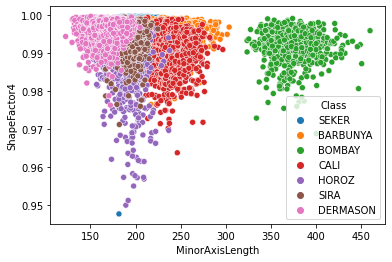 1.00
0.99
0.98
0.97
0.96
0.95
ShapeFactor4
Class
SEKER
BARBUNYA
BOMBAY
CALI
HOROZ
SIRA
DERMASON
150 200 250 300 350 400 450
MinorAxisLength